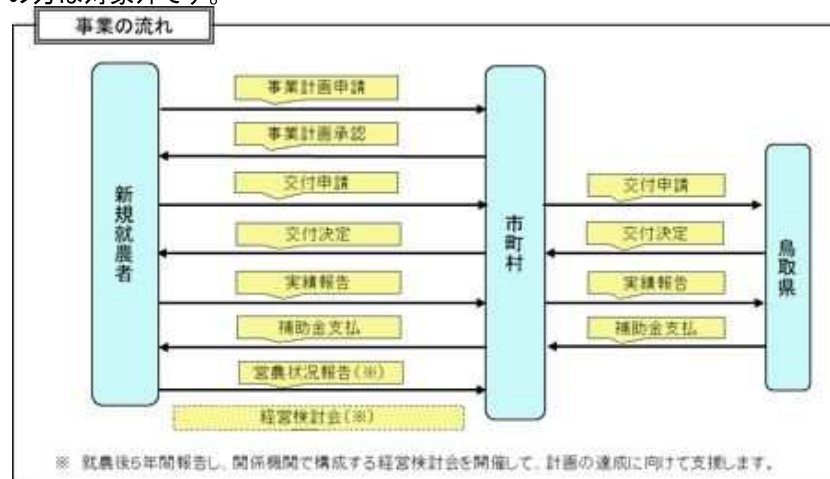 の方は対象外です。
事業の流れ
新規就農者
市町村
鳥取県
事業計画申請
事業計画承認
交付申請
交付決定
実績報告
補助金支払
営農状況報告(※)
経営検討会(※)
交付申請
交付決定
実績報告
補助金支払
※ 就農後5年間報告し、関係機関で構成する経営検討会を開催して、計画の達成に向けて支援します。